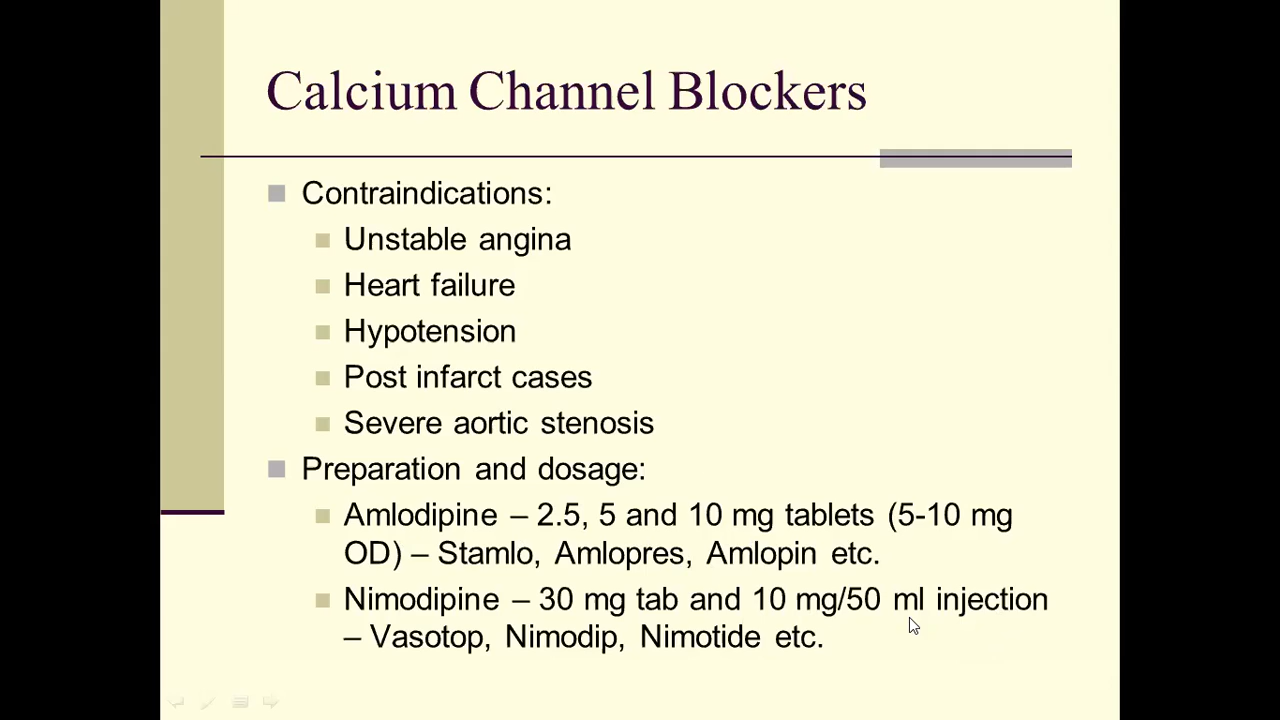 Calcium Channel Blockers
Contraindications:
Unstable angina
Heart failure
Hypotension
Post infarct cases
Severe aortic stenosis
Preparation and dosage:
Amlodipine – 2.5, 5 and 10 mg tablets (5-10 mg
OD) – Stamlo, Amlopres, Amlopin etc.
Nimodipine – 30 mg tab and 10 mg/50 ml injection
– Vasotop, Nimodip, Nimotide etc.